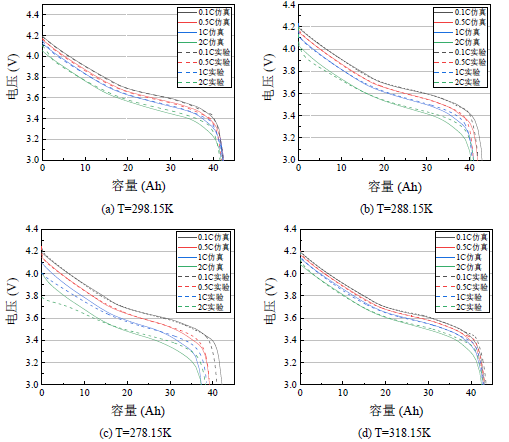 4.4
4.2
4.0
3.8
3.6
3.4
3.2
3.0
电压 (V)
0 10 20 30 40
容量 (Ah)
0.1C仿真
0.5C仿真
1C仿真
2C仿真
0.1C实验
0.5C实验
1C实验
2C实验
(a) T=298.15K
4.4
4.2
4.0
3.8
3.6
3.4
3.2
3.0
电压 (V)
0 10 20 30 40
容量 (Ah)
0.1C仿真
0.5C仿真
1C仿真
2C仿真
0.1C实验
0.5C实验
1C实验
2C实验
(b) T=288.15K
4.4
4.2
4.0
3.8
3.6
3.4
3.2
3.0
电压 (V)
0 10 20 30 40
容量 (Ah)
0.1C仿真
0.5C仿真
1C仿真
2C仿真
0.1C实验
0.5C实验
1C实验
2C实验
(c) T=278.15K
4.4
4.2
4.0
3.8
3.6
3.4
3.2
3.0
电压 (V)
0 10 20 30 40
容量 (Ah)
0.1C仿真
0.5C仿真
1C仿真
2C仿真
0.1C实验
0.5C实验
1C实验
2C实验
(d) T=318.15K